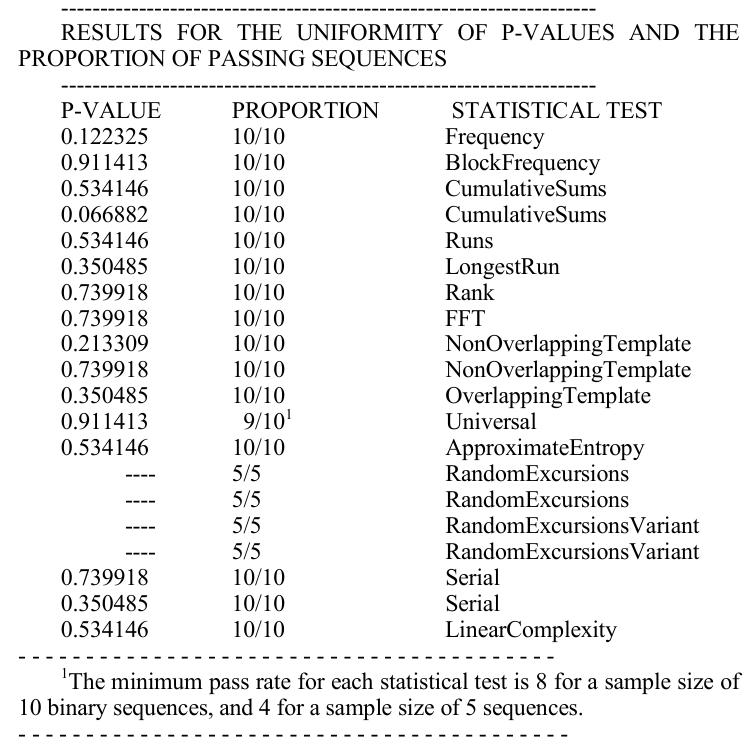 --------------------------------------------------------------------
RESULTS FOR THE UNIFORMITY OF P-VALUES AND THE
PROPORTION OF PASSING SEQUENCES
--------------------------------------------------------------------
P-VALUE PROPORTION STATISTICAL TEST
0.122325 10/10 Frequency
0.911413 10/10 BlockFrequency
0.534146 10/10 CumulativeSums
0.066882 10/10 CumulativeSums
0.534146 10/10 Runs
0.350485 10/10 LongestRun
0.739918 10/10 Rank
0.739918 10/10 FFT
0.213309 10/10 NonOverlappingTemplate
0.739918 10/10 NonOverlappingTemplate
0.350485 10/10 OverlappingTemplate
0.911413 9/10¹ Universal
0.534146 10/10 ApproximateEntropy
---- 5/5 RandomExcursions
---- 5/5 RandomExcursions
---- 5/5 RandomExcursionsVariant
---- 5/5 RandomExcursionsVariant
0.739918 10/10 Serial
0.350485 10/10 Serial
0.534146 10/10 LinearComplexity
- - - - - - - - - - - - - - - - - - - - - - - - - - - - - - - - - - - - - - - -
¹The minimum pass rate for each statistical test is 8 for a sample size of
10 binary sequences, and 4 for a sample size of 5 sequences.
- - - - - - - - - - - - - - - - - - - - - - - - - - - - - - - - - - - - - - - - -